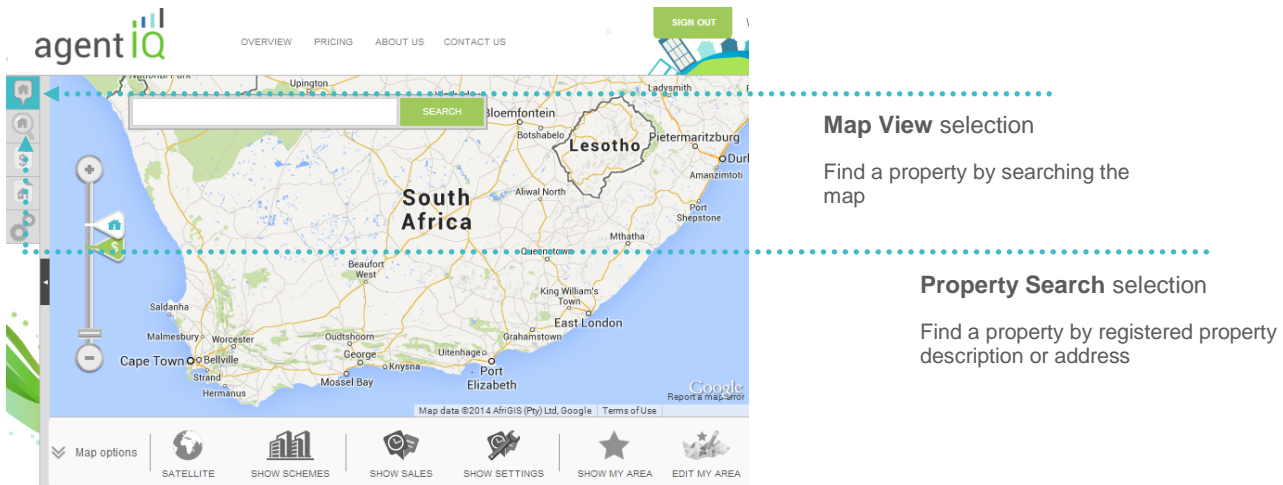 agent iQ
OVERVIEW PRICING ABOUT US CONTACT US
SIGN OUT
Upington
Ladysmith
SEARCH
Bloemfontein
Botshabelo
Lesotho
Pietermaritzburg
Amanzimtoti
South
Africa
Aliwal North
Port
Shepstone
Mthatha
Queenstown
Beaufort
West
King William's
Town
Saldanha
East London
Malmesbury
Worcester
Oudtshoorn
Grahamstown
Cape Town
Bellville
George
Uitenhage
Knysna
Port
Elizabeth
Strand
Mossel Bay
Hermanus
Google
Report a map error
Map data ©2014 AfriGIS (Pty) Ltd, Google Terms of Use
Map options
SATELLITE
SHOW SCHEMES
SHOW SALES
SHOW SETTINGS
SHOW MY AREA
EDIT MY AREA
Map View selection
Find a property by searching the
map
Property Search selection
Find a property by registered property
description or address